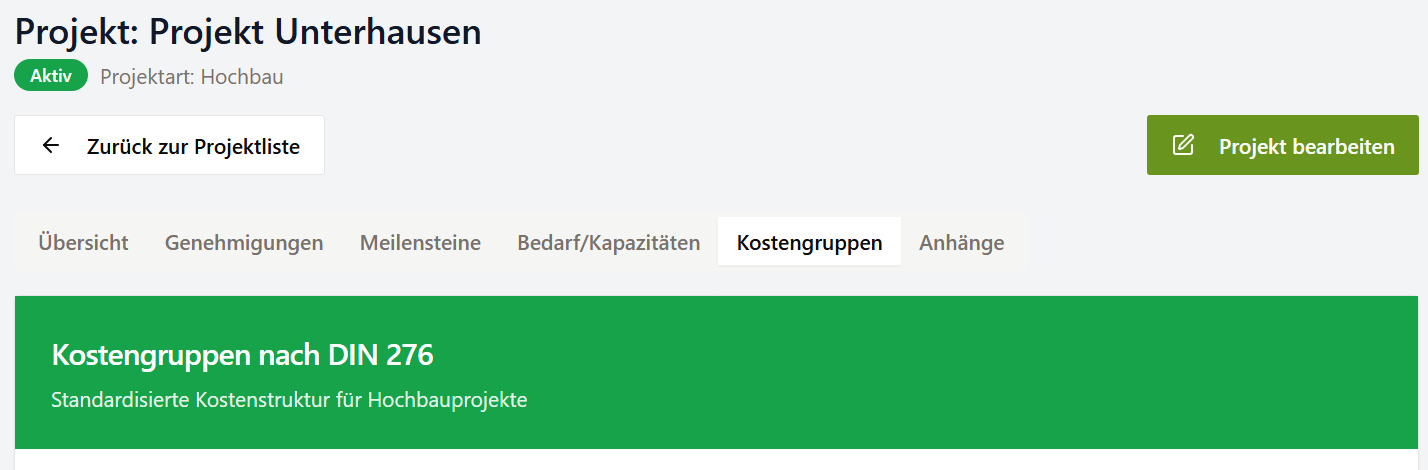 Projekt: Projekt Unterhausen
Aktiv Projektart: Hochbau
Zurück zur Projektliste
Projekt bearbeiten
Übersicht Genehmigungen Meilensteine Bedarf/Kapazitäten Kostengruppen Anhänge
Kostengruppen nach DIN 276
Standardisierte Kostenstruktur für Hochbauprojekte